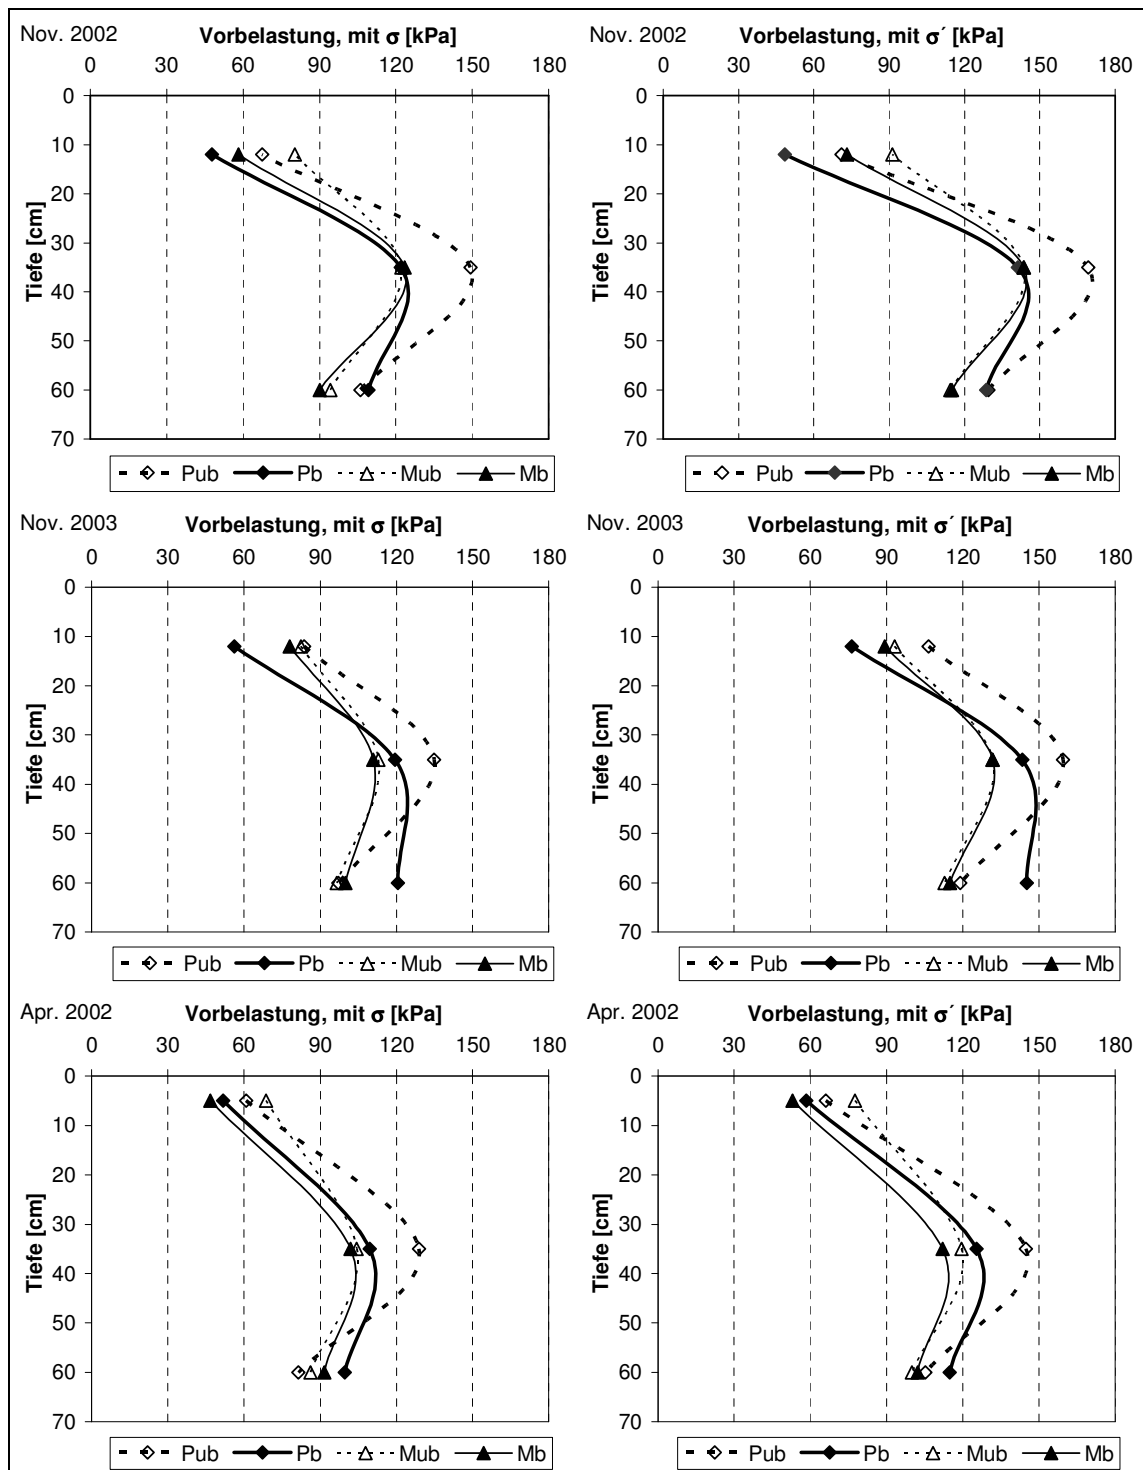 Nov. 2002 Vorbelastung, mit σ [kPa]
0 30 60 90 120 150 180
0
10
20
30
40
50
60
70
Tiefe [cm]
Pub Pb Mub Mb
Nov. 2002 Vorbelastung, mit σ´ [kPa]
0 30 60 90 120 150 180
0
10
20
30
40
50
60
70
Tiefe [cm]
Pub Pb Mub Mb
Nov. 2003 Vorbelastung, mit σ [kPa]
0 30 60 90 120 150 180
0
10
20
30
40
50
60
70
Tiefe [cm]
Pub Pb Mub Mb
Nov. 2003 Vorbelastung, mit σ´ [kPa]
0 30 60 90 120 150 180
0
10
20
30
40
50
60
70
Tiefe [cm]
Pub Pb Mub Mb
Apr. 2002 Vorbelastung, mit σ [kPa]
0 30 60 90 120 150 180
0
10
20
30
40
50
60
70
Tiefe [cm]
Pub Pb Mub Mb
Apr. 2002 Vorbelastung, mit σ´ [kPa]
0 30 60 90 120 150 180
0
10
20
30
40
50
60
70
Tiefe [cm]
Pub Pb Mub Mb